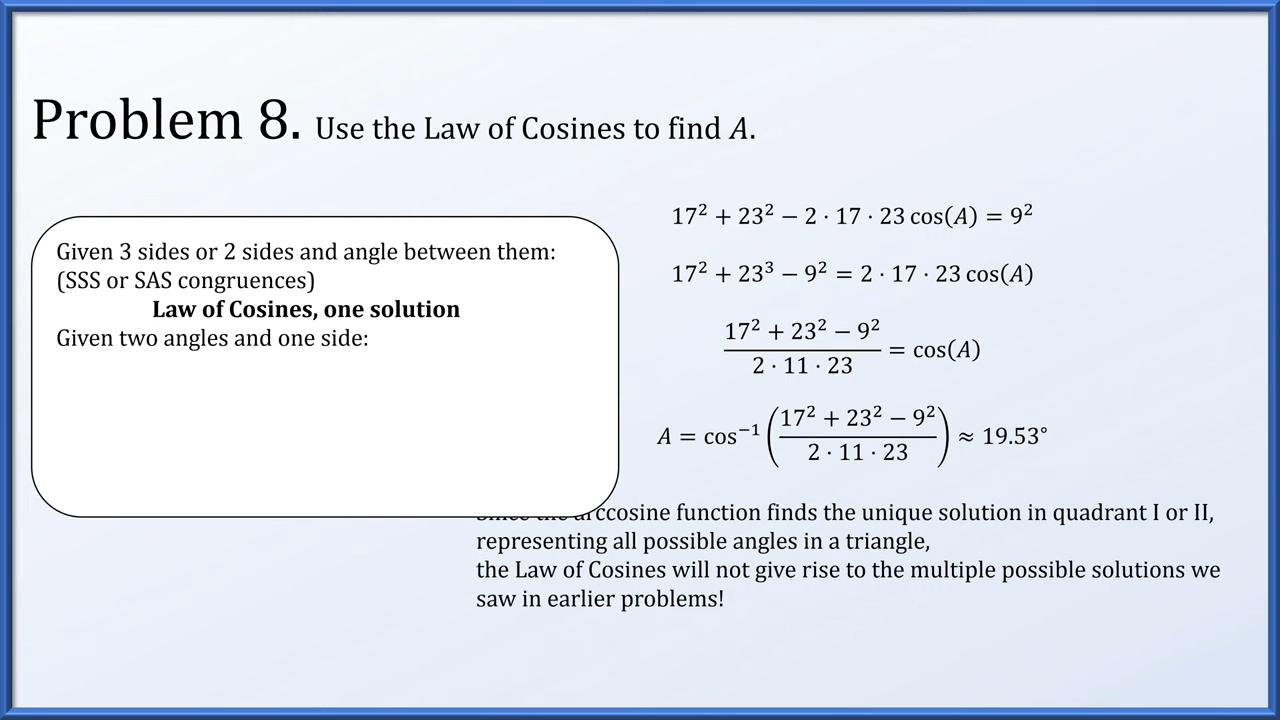 Problem 8. Use the Law of Cosines to find A.
Given 3 sides or 2 sides and angle between them:
(SSS or SAS congruences)
Law of Cosines, one solution
Given two angles and one side:
17² + 23² − 2 · 17 · 23 cos(A) = 9²
17² + 23³ − 9² = 2 · 17 · 23 cos(A)
17² + 23² − 9²
2 · 11 · 23
= cos(A)
A = cos⁻¹ (
17² + 23² − 9²
2 · 11 · 23
) ≈ 19.53°
arccosine function finds the unique solution in quadrant I or II,
representing all possible angles in a triangle,
the Law of Cosines will not give rise to the multiple possible solutions we
saw in earlier problems!